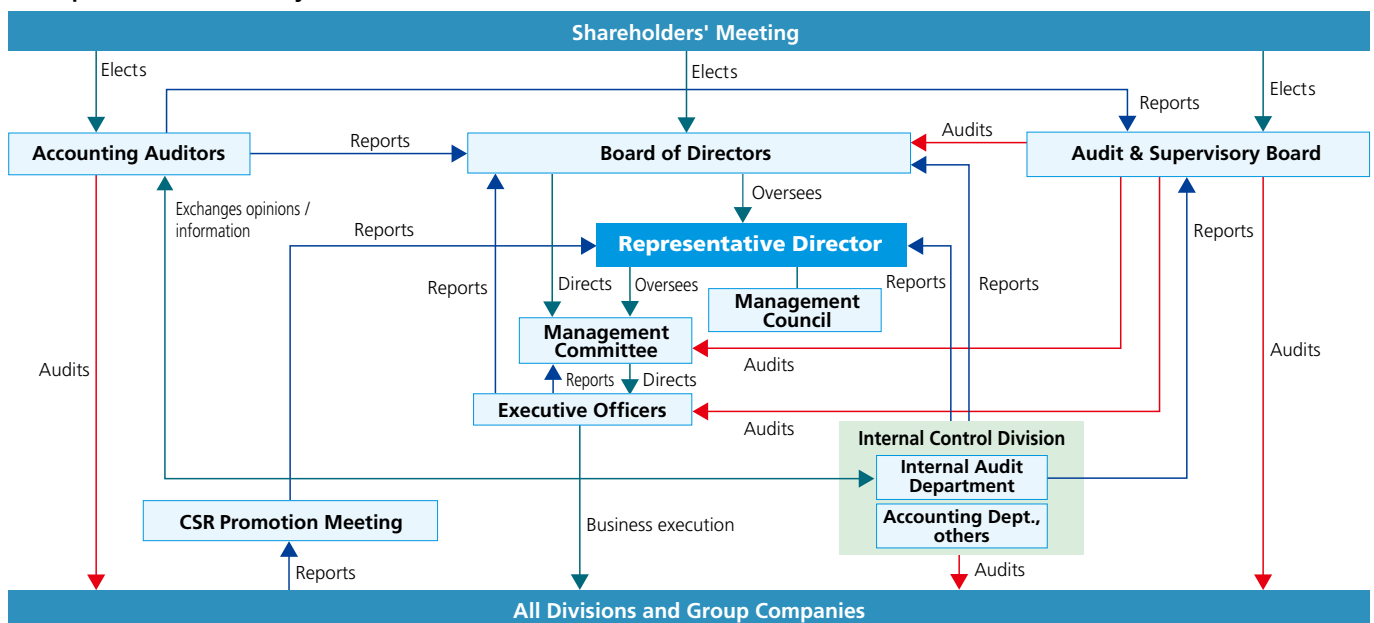 Shareholders' Meeting
Elects
Elects
Elects
Reports
Accounting Auditors
Reports
Board of Directors
Audits
Audit & Supervisory Board
Exchanges opinions /
information
Oversees
Reports
Representative Director
Reports
Reports
Directs
Oversees
Reports
Reports
Management
Council
Management
Committee
Audits
Audits
Audits
Reports
Directs
Executive Officers
Audits
Internal Control Division
Internal Audit
Department
CSR Promotion Meeting
Business execution
Accounting Dept.,
others
Reports
Audits
All Divisions and Group Companies